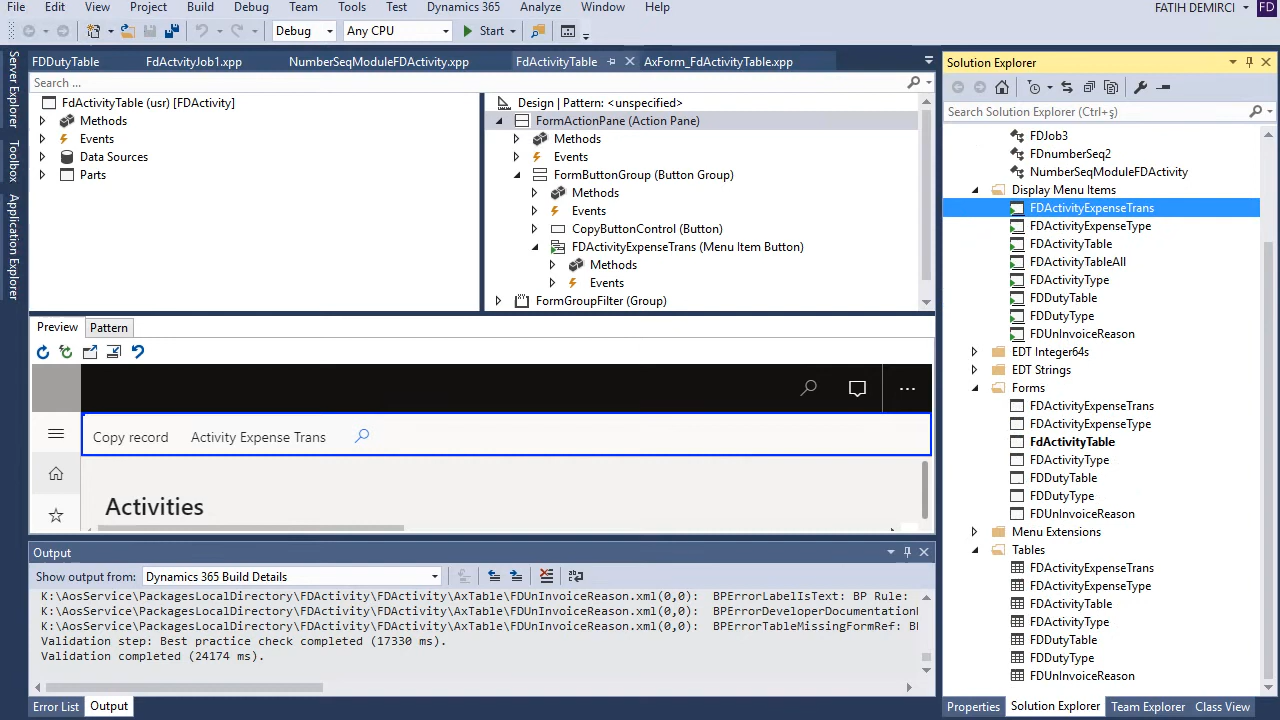 File Edit View Project Build Debug Team Tools Test Dynamics 365 Analyze Window Help FATIH DEMIRCI FD
Debug Any CPU Start
FDDutyTable FdActvityJob1.xpp NumberSeqModuleFDActivity.xpp FdActivityTable AxForm_FdActivityTable.xpp
Search...
FdActivityTable (usr) [FDActivity]
Methods
Events
Data Sources
Parts
Design | Pattern: <unspecified>
FormActionPane (Action Pane)
Methods
Events
FormButtonGroup (Button Group)
Methods
Events
CopyButtonControl (Button)
FDActivityExpenseTrans (Menu Item Button)
Methods
Events
FormGroupFilter (Group)
Preview Pattern
Copy record Activity Expense Trans
Activities
Output
Show output from: Dynamics 365 Build Details
K:\AosService\PackagesLocalDirectory\FDActivity\FDActivity\AxTable\FDUnInvoiceReason.xml(0,0): BPErrorLabelIsText: BP Rule:
K:\AosService\PackagesLocalDirectory\FDActivity\FDActivity\AxTable\FDUnInvoiceReason.xml(0,0): BPErrorDeveloperDocumentation
K:\AosService\PackagesLocalDirectory\FDActivity\FDActivity\AxTable\FDUnInvoiceReason.xml(0,0): BPErrorTableMissingFormRef: BP
Validation step: Best practice check completed (17330 ms).
Validation completed (24174 ms).
Error List Output
Server Explorer
Toolbox
Application Explorer
Solution Explorer
Search Solution Explorer (Ctrl+ş)
FDJob3
FDnumberSeq2
NumberSeqModuleFDActivity
Display Menu Items
FDActivityExpenseTrans
FDActivityExpenseType
FDActivityTable
FDActivityTableAll
FDActivityType
FDDutyTable
FDDutyType
FDUnInvoiceReason
EDT Integer64s
EDT Strings
Forms
FDActivityExpenseTrans
FDActivityExpenseType
FdActivityTable
FDActivityType
FDDutyTable
FDDutyType
FDUnInvoiceReason
Menu Extensions
Tables
FDActivityExpenseTrans
FDActivityExpenseType
FDActivityTable
FDActivityType
FDDutyTable
FDDutyType
FDUnInvoiceReason
Properties Solution Explorer Team Explorer Class View